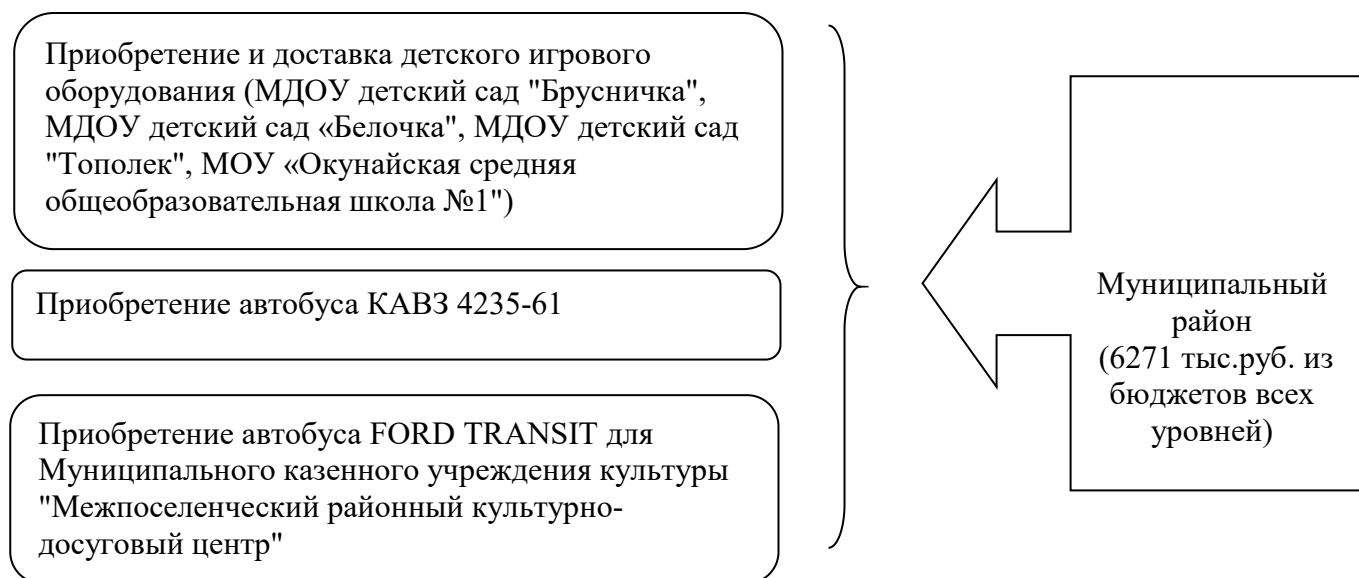 Приобретение и доставка детского игрового
оборудования (МДОУ детский сад "Брусничка",
МДОУ детский сад «Белочка", МДОУ детский сад
"Тополек", МОУ «Окунайская средняя
общеобразовательная школа №1")
Приобретение автобуса КАВЗ 4235-61
Приобретение автобуса FORD TRANSIT для
Муниципального казенного учреждения культуры
"Межпоселенческий районный культурно-
досуговый центр"
Муниципальный
район
(6271 тыс.руб. из
бюджетов всех
уровней)